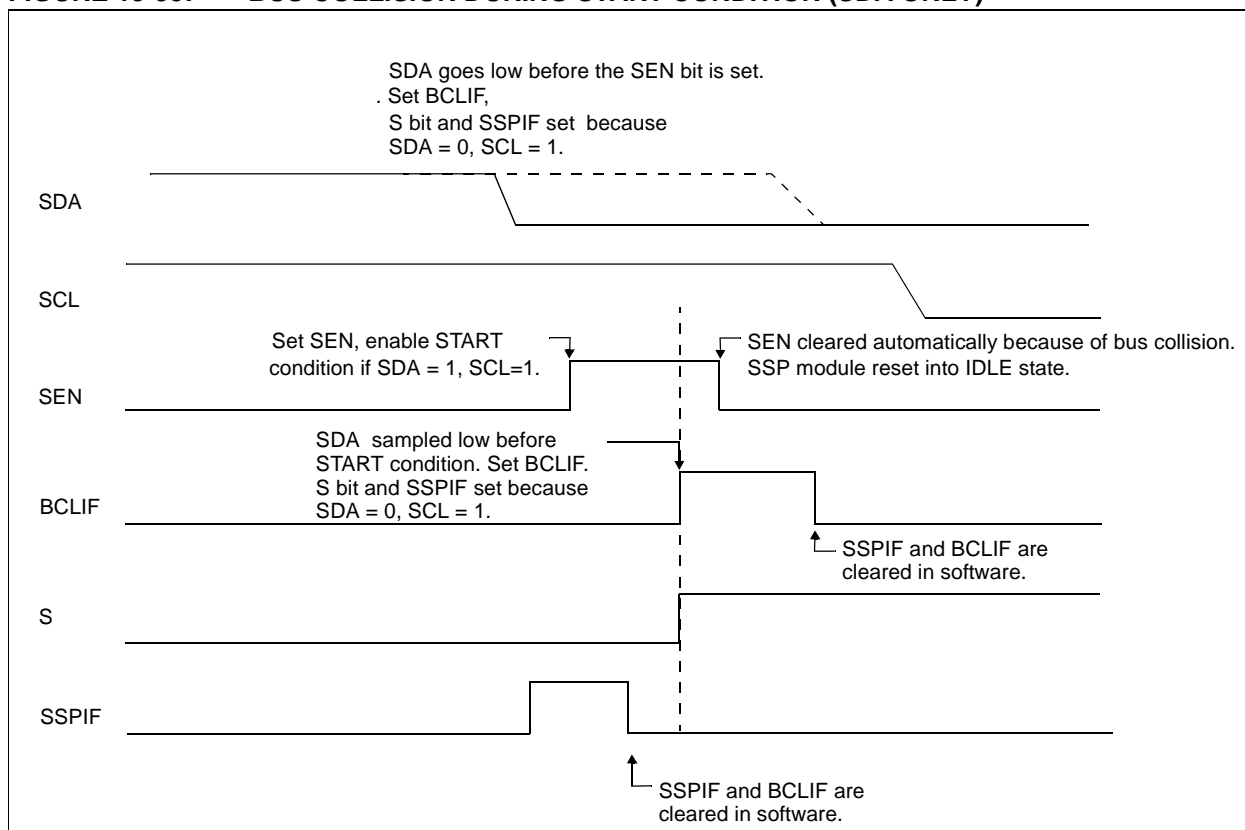 SDA goes low before the SEN bit is set.
. Set BCLIF,
S bit and SSPIF set because
SDA = 0, SCL = 1.
SDA
SCL
Set SEN, enable START
condition if SDA = 1, SCL=1.
SEN cleared automatically because of bus collision.
SSP module reset into IDLE state.
SEN
SDA sampled low before
START condition. Set BCLIF.
S bit and SSPIF set because
SDA = 0, SCL = 1.
BCLIF
SSPIF and BCLIF are
cleared in software.
S
SSPIF
SSPIF and BCLIF are
cleared in software.